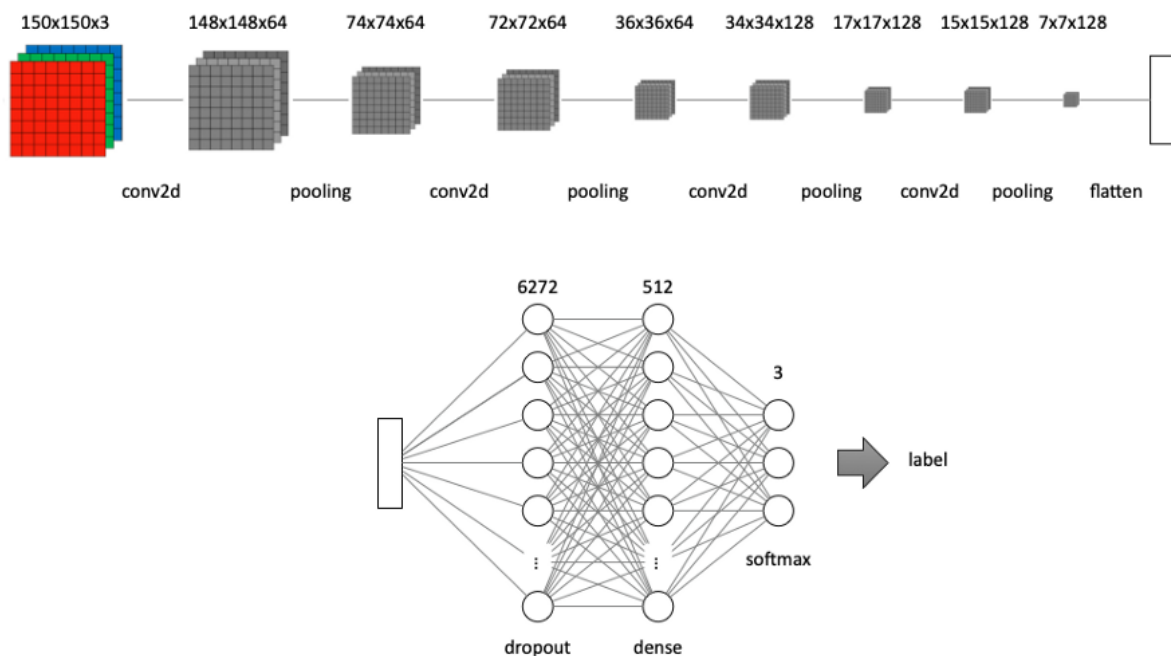 150x150x3 148x148x64 74x74x64 72x72x64 36x36x64 34x34x128 17x17x128 15x15x128 7x7x128
conv2d pooling conv2d pooling conv2d pooling conv2d pooling flatten
6272 512
3
label
...
...
softmax
dropout dense